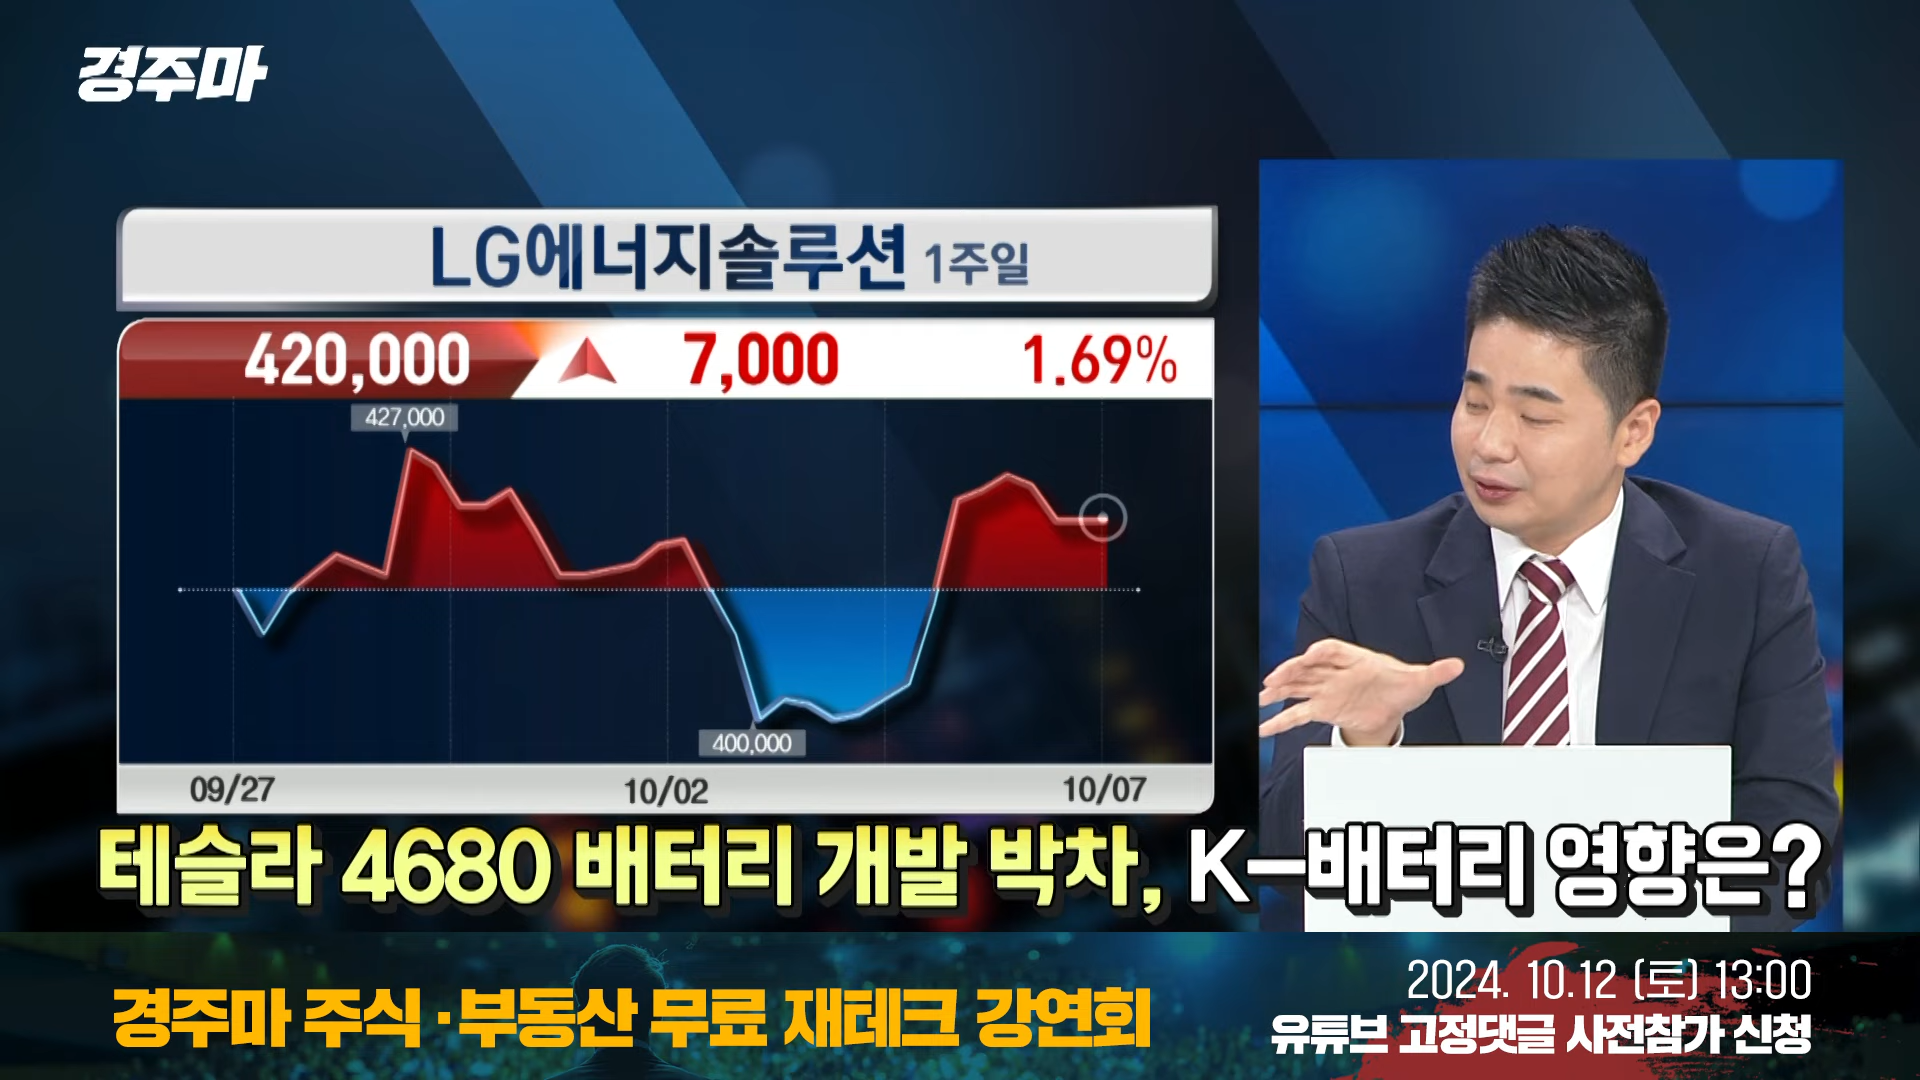 경주마
LG에너지솔루션 1주일
420,000 ▲ 7,000 1.69%
427,000
400,000
09/27 10/02 10/07
테슬라 4680 배터리 개발 박차, K-배터리 영향은?
경주마 주식·부동산 무료 재테크 강연회
2024. 10.12 (토) 13:00
유튜브 고정댓글 사전참가 신청